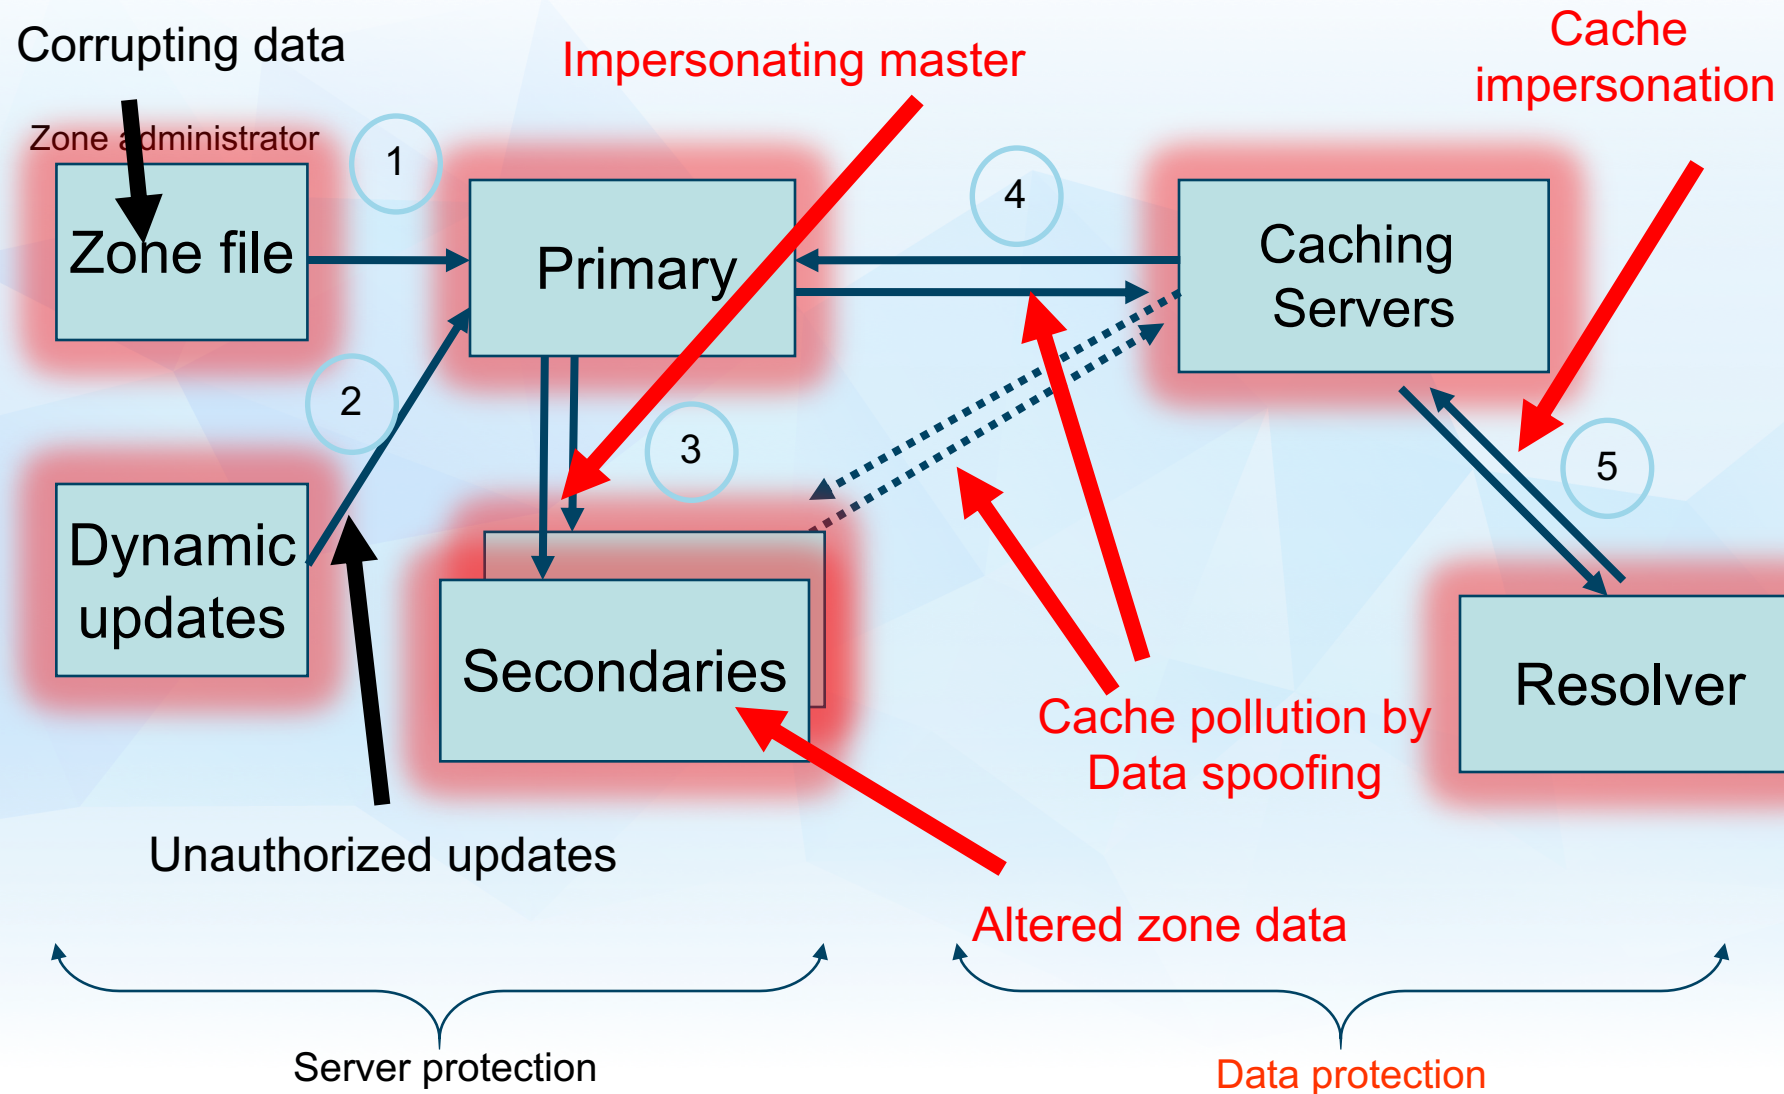 Corrupting data
Impersonating master
Cache
impersonation
Zone administrator
1
4
Zone file
Primary
Caching
Servers
2
3
5
Dynamic
updates
Secondaries
Resolver
Cache pollution by
Data spoofing
Unauthorized updates
Altered zone data
Server protection
Data protection